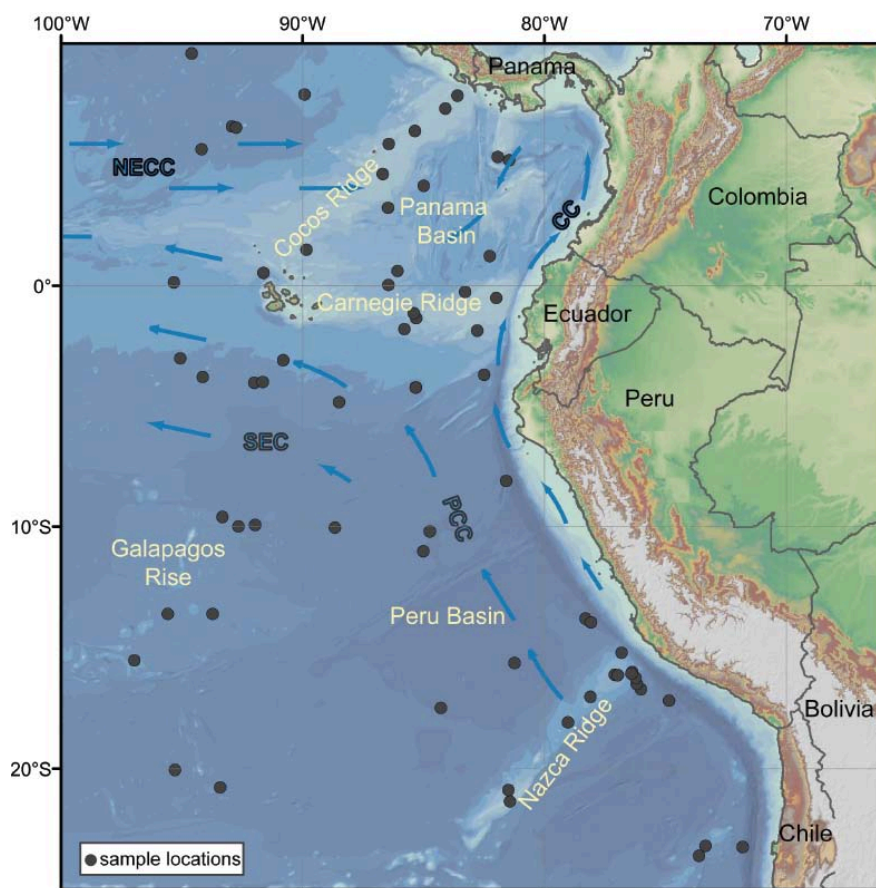 100°W
90°W
80°W
70°W
Panama
NECC
Cocos Ridge
Panama
Basin
CC
Colombia
0°
Carnegie Ridge
Ecuador
Peru
SEC
PCC
10°S
Galapagos
Rise
Peru Basin
Nazca Ridge
Bolivia
20°S
Chile
sample locations